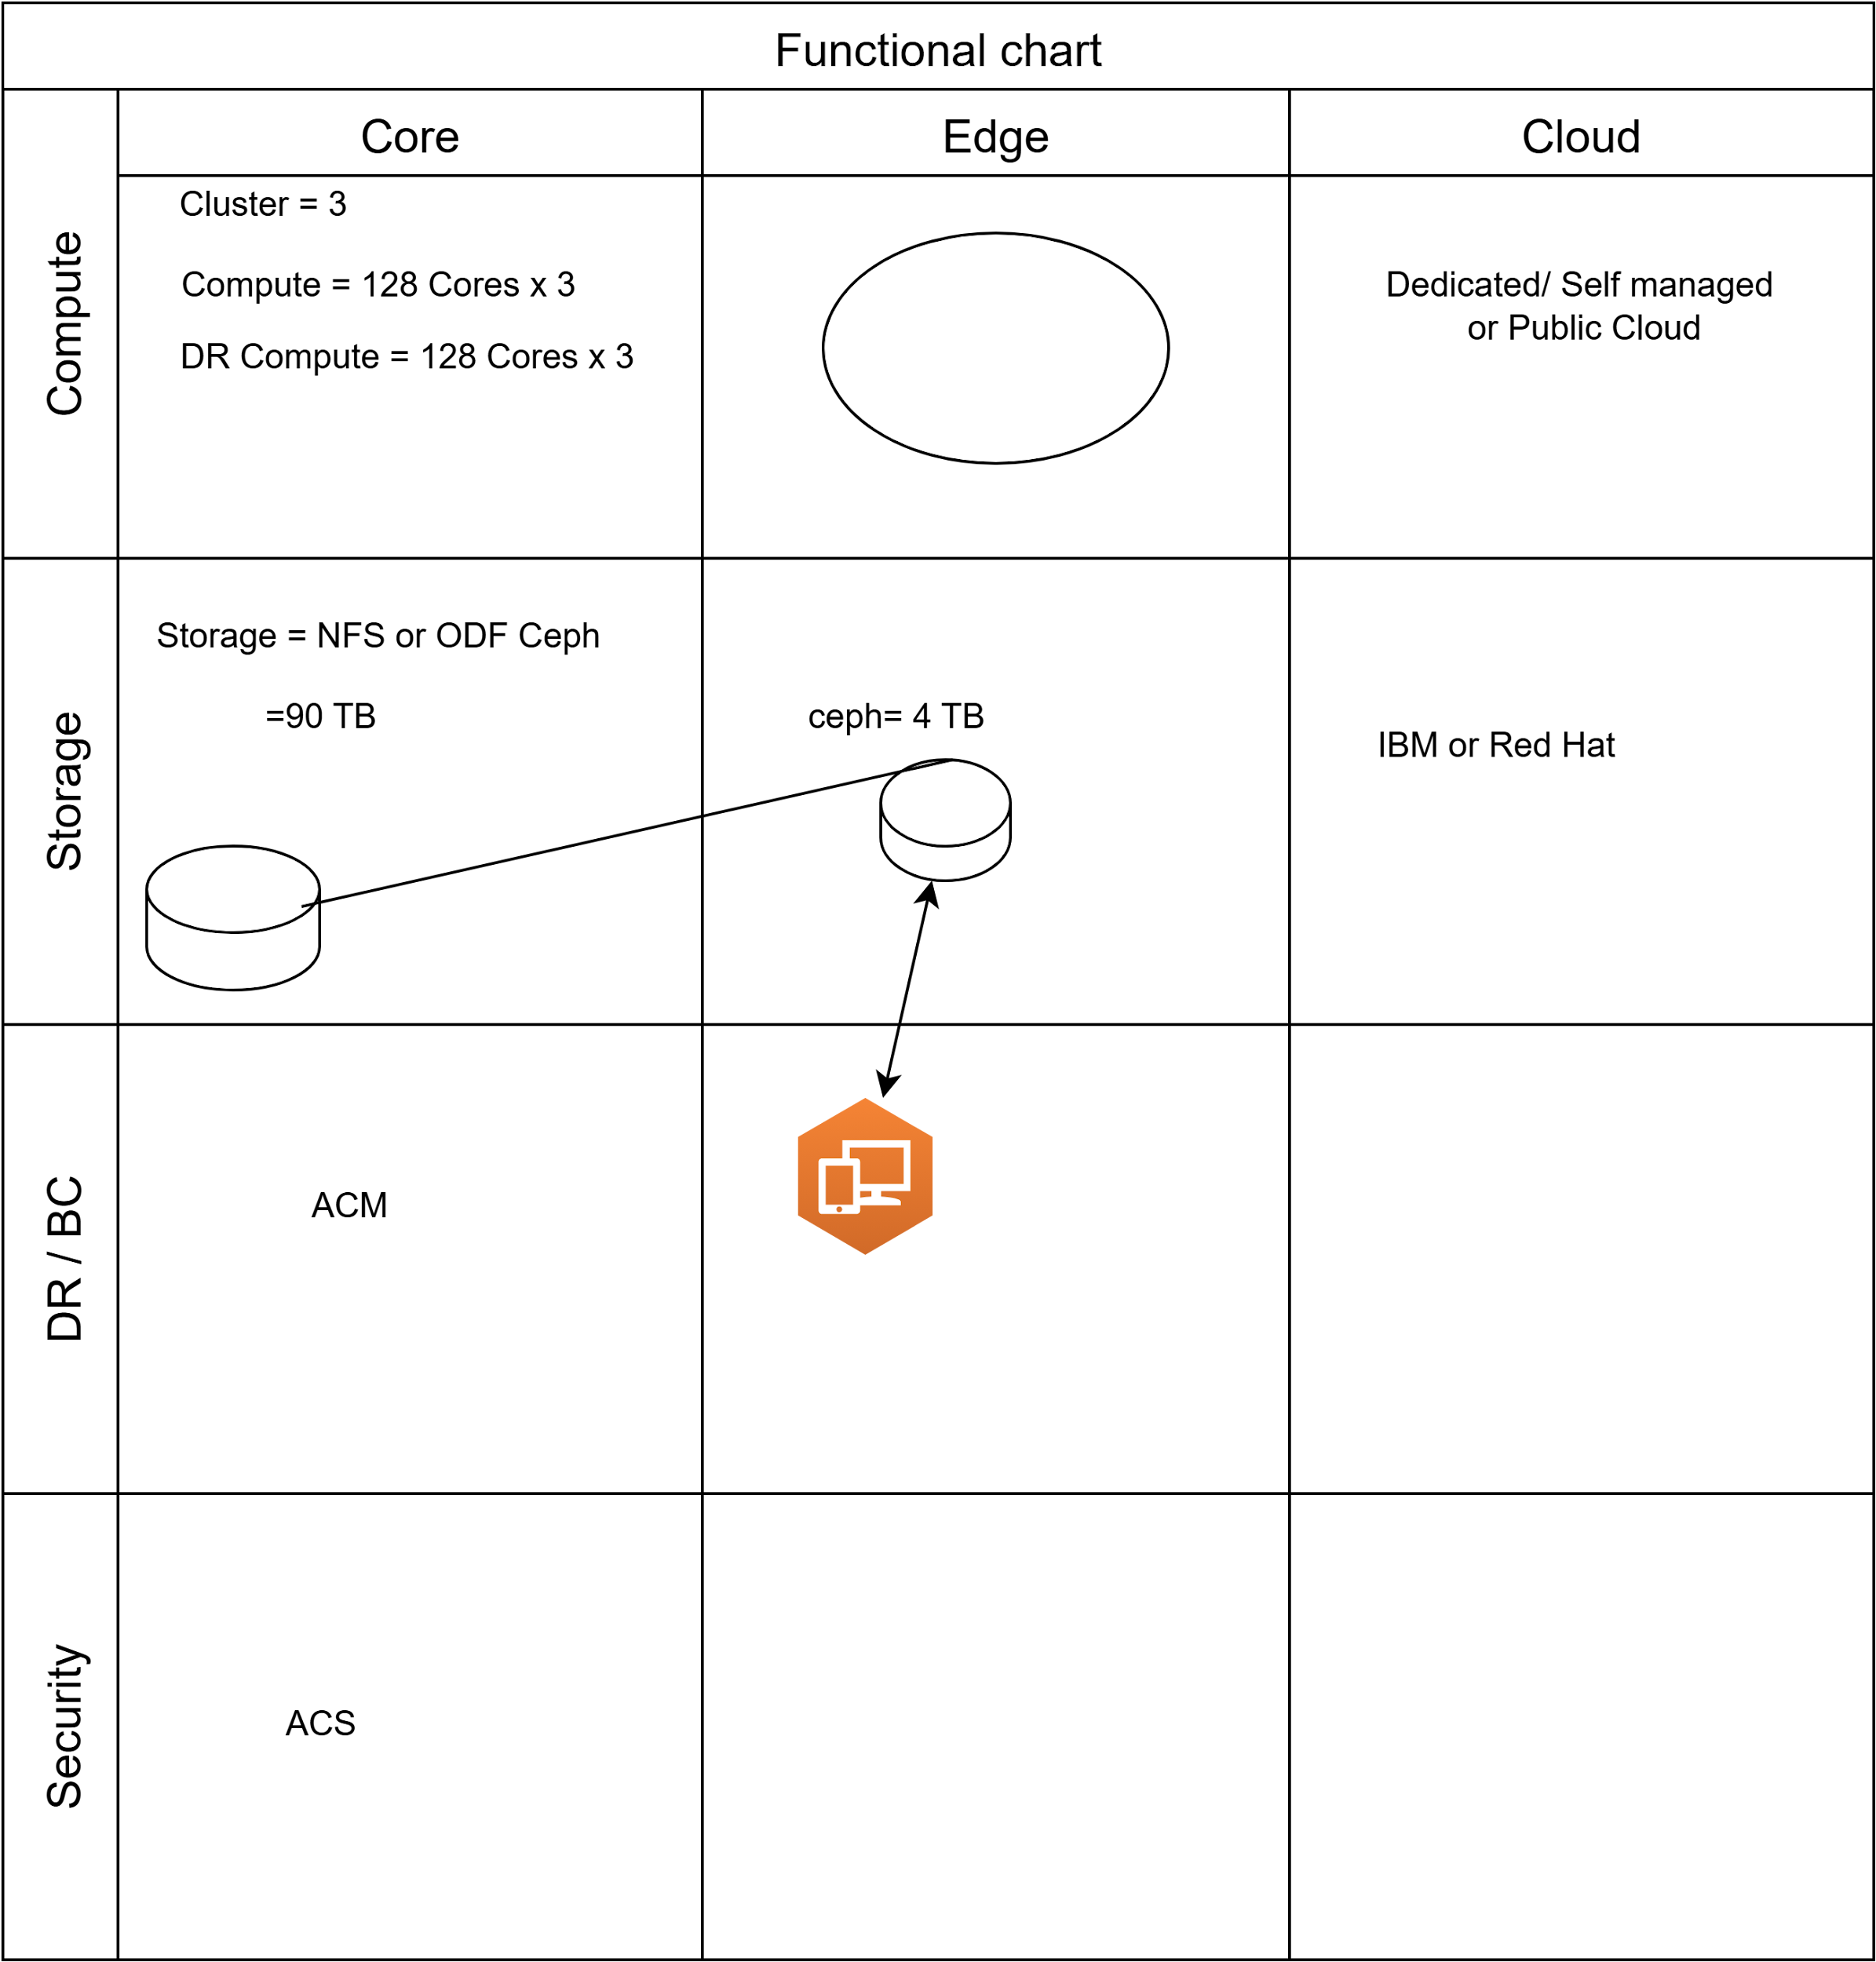 Functional chart
Core
Edge
Cloud
Compute
Cluster = 3
Compute = 128 Cores x 3
DR Compute = 128 Cores x 3
Dedicated/ Self managed
or Public Cloud
Storage
Storage = NFS or ODF Ceph
=90 TB
ceph= 4 TB
IBM or Red Hat
DR / BC
ACM
Security
ACS